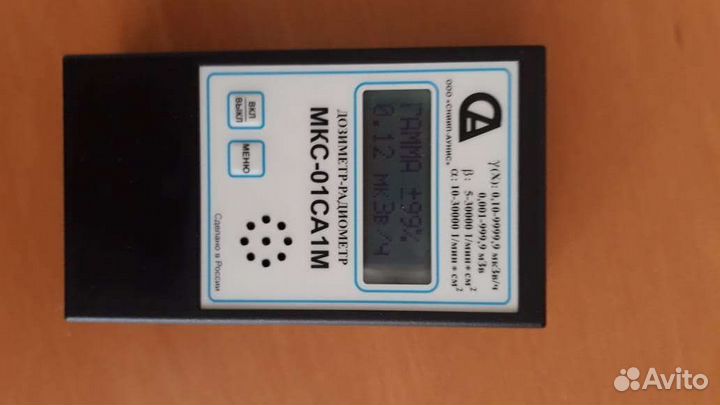 СА
ООО «СНИИП-АУНИС»
γ(X): 0,10-9999,9 мкЗв/ч
0,001-999,9 мЗв
β: 5-30000 1/мин*см²
α: 10-30000 1/мин*см²
ГАММА ±99%
0.12 мкЗв/ч
ДОЗИМЕТР-РАДИОМЕТР
МКС-01СА1М
ВКЛ
ВЫКЛ
МЕНЮ
Сделано в России
Avito